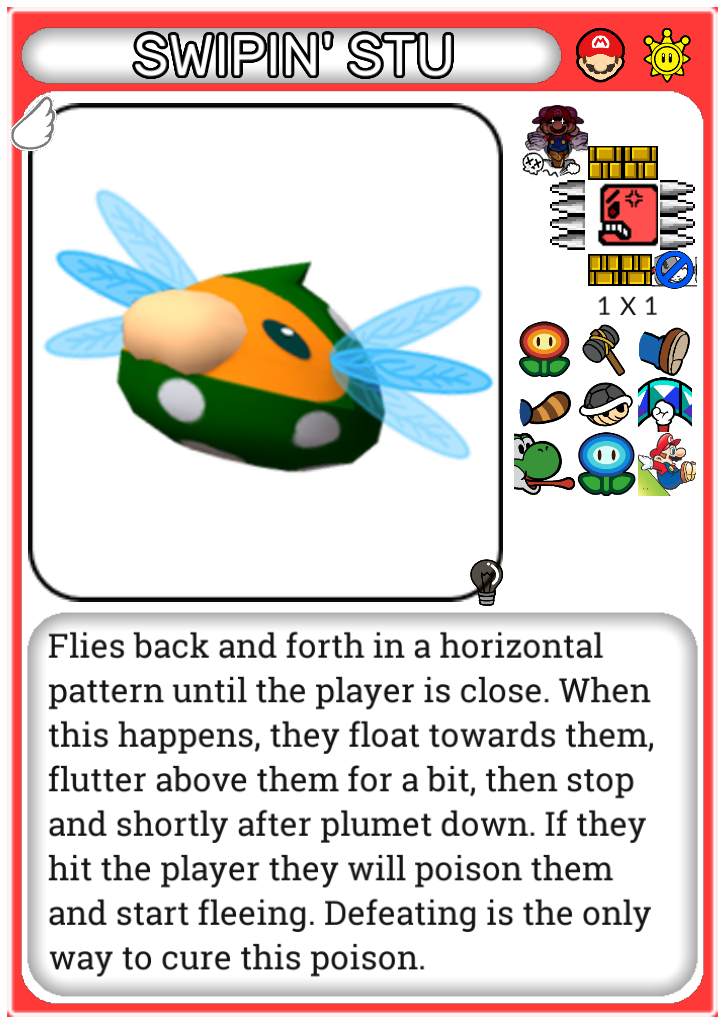 SWIPIN' STU
1 X 1
Flies back and forth in a horizontal
pattern until the player is close. When
this happens, they float towards them,
flutter above them for a bit, then stop
and shortly after plumet down. If they
hit the player they will poison them
and start fleeing. Defeating is the only
way to cure this poison.